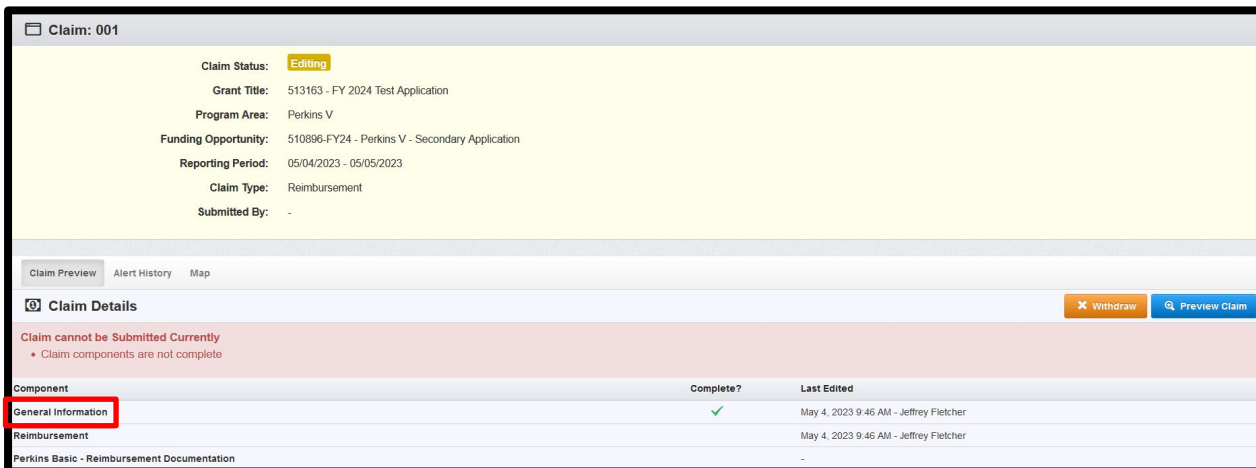 Claim: 001
Claim Status: Editing
Grant Title: 513163 - FY 2024 Test Application
Program Area: Perkins V
Funding Opportunity: 510896-FY24 - Perkins V - Secondary Application
Reporting Period: 05/04/2023 - 05/05/2023
Claim Type: Reimbursement
Submitted By: -
Claim Preview Alert History Map
Claim Details Withdraw Preview Claim
Claim cannot be Submitted Currently
• Claim components are not complete
Component Complete? Last Edited
General Information ✓ May 4, 2023 9:46 AM - Jeffrey Fletcher
Reimbursement May 4, 2023 9:46 AM - Jeffrey Fletcher
Perkins Basic - Reimbursement Documentation -